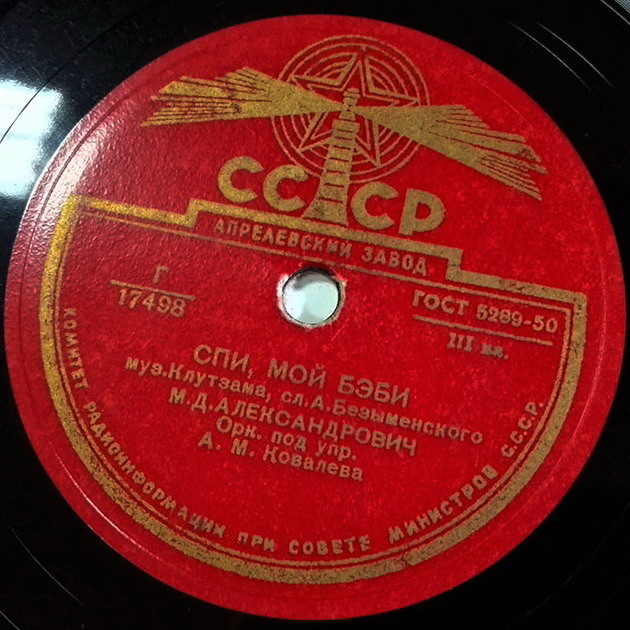 СССР
АПРЕЛЕВСКИЙ ЗАВОД
Г
17498
ГОСТ 5289-50
III кл.
СПИ, МОЙ БЭБИ
муз.Клутзама, сл.А.Безыменского
М.Д.АЛЕКСАНДРОВИЧ
Орк. под упр.
А. М. Ковалева
КОМИТЕТ РАДИОИНФОРМАЦИИ ПРИ СОВЕТЕ МИНИСТРОВ С.С.С.Р.